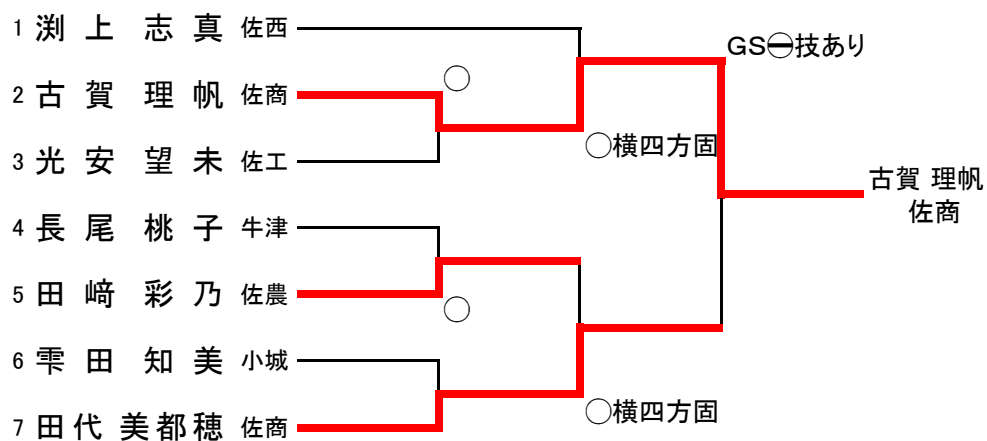 1 渕上 志真 佐西
GS㊀技あり
○
2 古賀 理帆 佐商
○横四方固
3 光安 望未 佐工
古賀 理帆
佐商
4 長尾 桃子 牛津
5 田﨑 彩乃 佐農
○
6 雫田 知美 小城
○横四方固
7 田代 美都穂 佐商